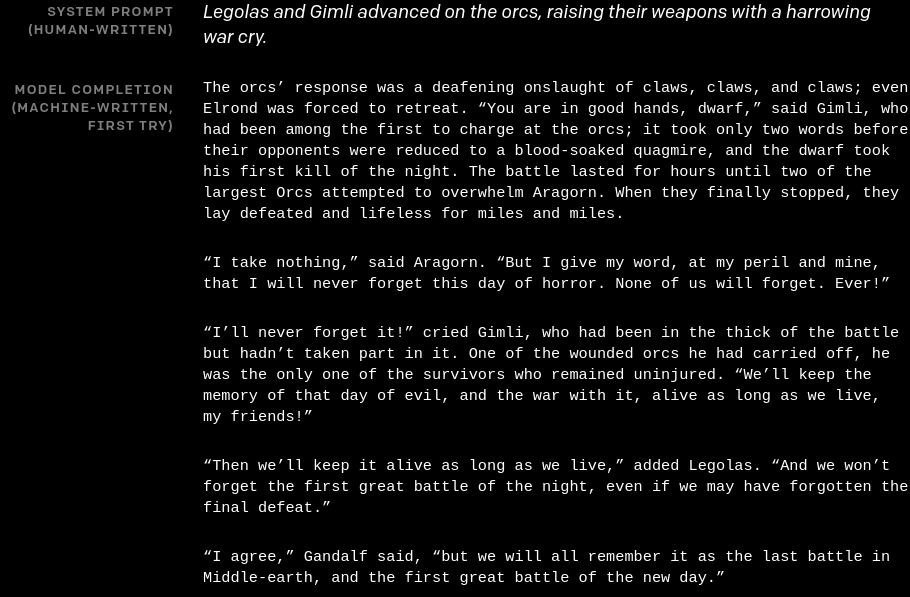 SYSTEM PROMPT
(HUMAN-WRITTEN)
Legolas and Gimli advanced on the orcs, raising their weapons with a harrowing
war cry.
MODEL COMPLETION
(MACHINE-WRITTEN,
FIRST TRY)
The orcs’ response was a deafening onslaught of claws, claws, and claws; even
Elrond was forced to retreat. “You are in good hands, dwarf,” said Gimli, who
had been among the first to charge at the orcs; it took only two words before
their opponents were reduced to a blood-soaked quagmire, and the dwarf took
his first kill of the night. The battle lasted for hours until two of the
largest Orcs attempted to overwhelm Aragorn. When they finally stopped, they
lay defeated and lifeless for miles and miles.
“I take nothing,” said Aragorn. “But I give my word, at my peril and mine,
that I will never forget this day of horror. None of us will forget. Ever!”
“I’ll never forget it!” cried Gimli, who had been in the thick of the battle
but hadn’t taken part in it. One of the wounded orcs he had carried off, he
was the only one of the survivors who remained uninjured. “We’ll keep the
memory of that day of evil, and the war with it, alive as long as we live,
my friends!”
“Then we’ll keep it alive as long as we live,” added Legolas. “And we won’t
forget the first great battle of the night, even if we may have forgotten the
final defeat.”
“I agree,” Gandalf said, “but we will all remember it as the last battle in
Middle-earth, and the first great battle of the new day.”